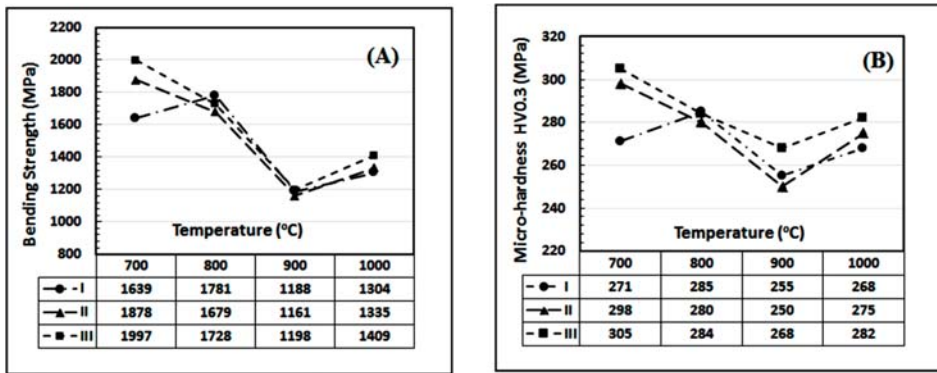 2200
2000
1800
1600
1400
1200
1000
800
Bending Strength (MPa)
(A)
Temperature (°C)
700 800 900 1000
I 1639 1781 1188 1304
II 1878 1679 1161 1335
III 1997 1728 1198 1409
320
300
280
260
240
220
Micro-hardness HV0.3 (MPa)
(B)
Temperature (°C)
700 800 900 1000
I 271 285 255 268
II 298 280 250 275
III 305 284 268 282